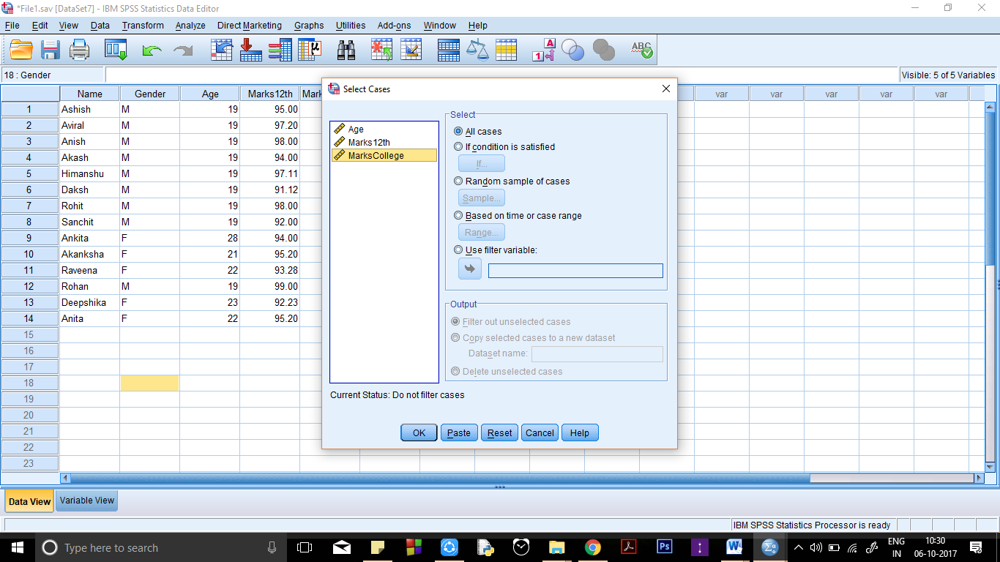 *File1.sav [DataSet7] - IBM SPSS Statistics Data Editor
File Edit View Data Transform Analyze Direct Marketing Graphs Utilities Add-ons Window Help
18 : Gender
Visible: 5 of 5 Variables
Name Gender Age Marks12th Mark var var var var var
1 Ashish M 19 95.00
2 Aviral M 19 97.20
3 Anish M 19 98.00
4 Akash M 19 94.00
5 Himanshu M 19 97.11
6 Daksh M 19 91.12
7 Rohit M 19 98.00
8 Sanchit M 19 92.00
9 Ankita F 28 94.00
10 Akanksha F 21 95.20
11 Raveena F 22 93.28
12 Rohan M 19 99.00
13 Deepshika F 23 92.23
14 Anita F 22 95.20
15
16
17
18
19
20
21
22
23
Select Cases
Age
Marks12th
MarksCollege
Select
All cases
If condition is satisfied
If...
Random sample of cases
Sample...
Based on time or case range
Range...
Use filter variable:
Output
Filter out unselected cases
Copy selected cases to a new dataset
Dataset name:
Delete unselected cases
Current Status: Do not filter cases
OK Paste Reset Cancel Help
Data View Variable View
IBM SPSS Statistics Processor is ready
Type here to search
ENG
IN
10:30
06-10-2017